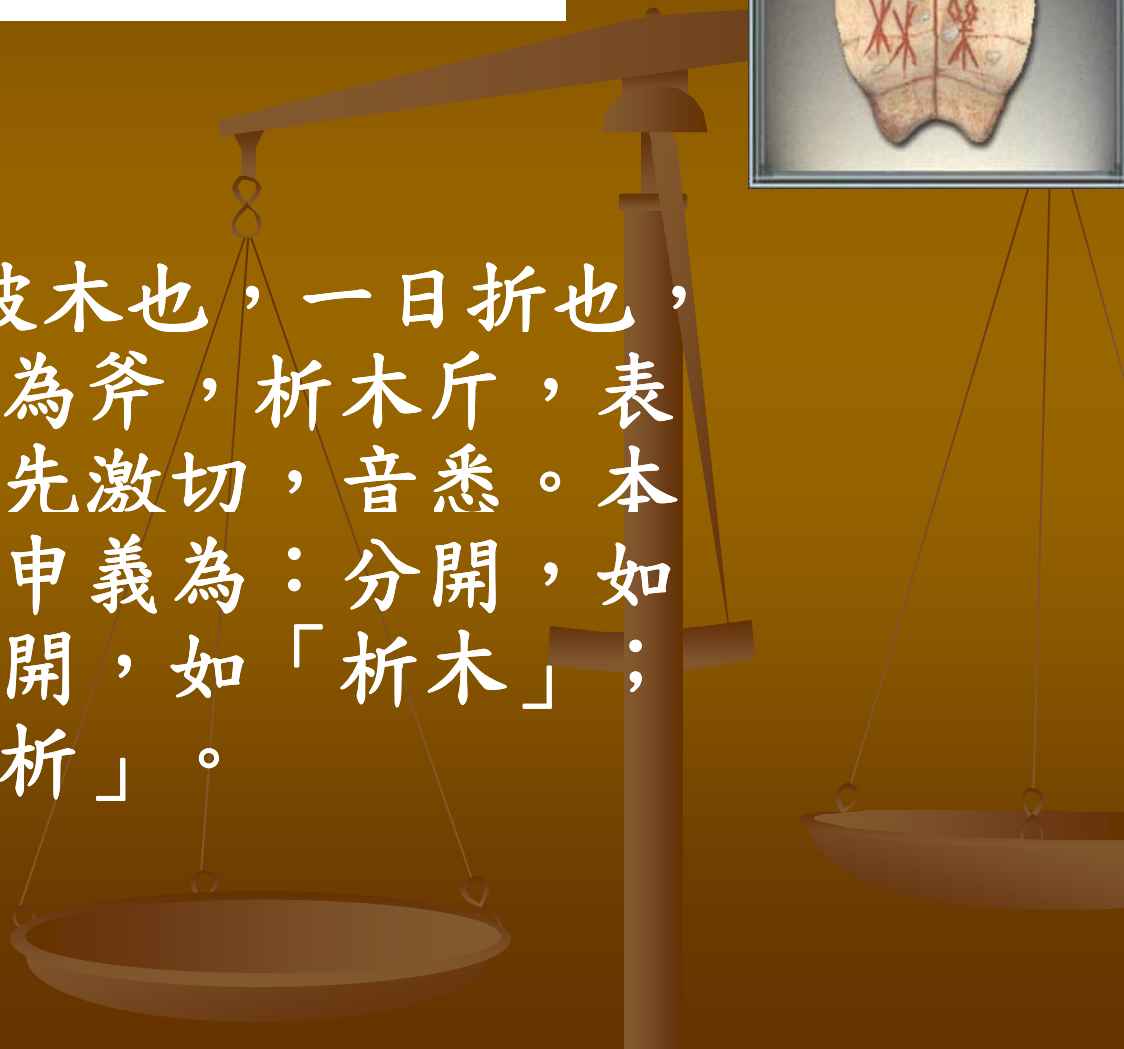 破木也，一日折也，
為斧，析木斤，表
先激切，音悉。本
申義為：分開，如
開，如「析木」；
析」。